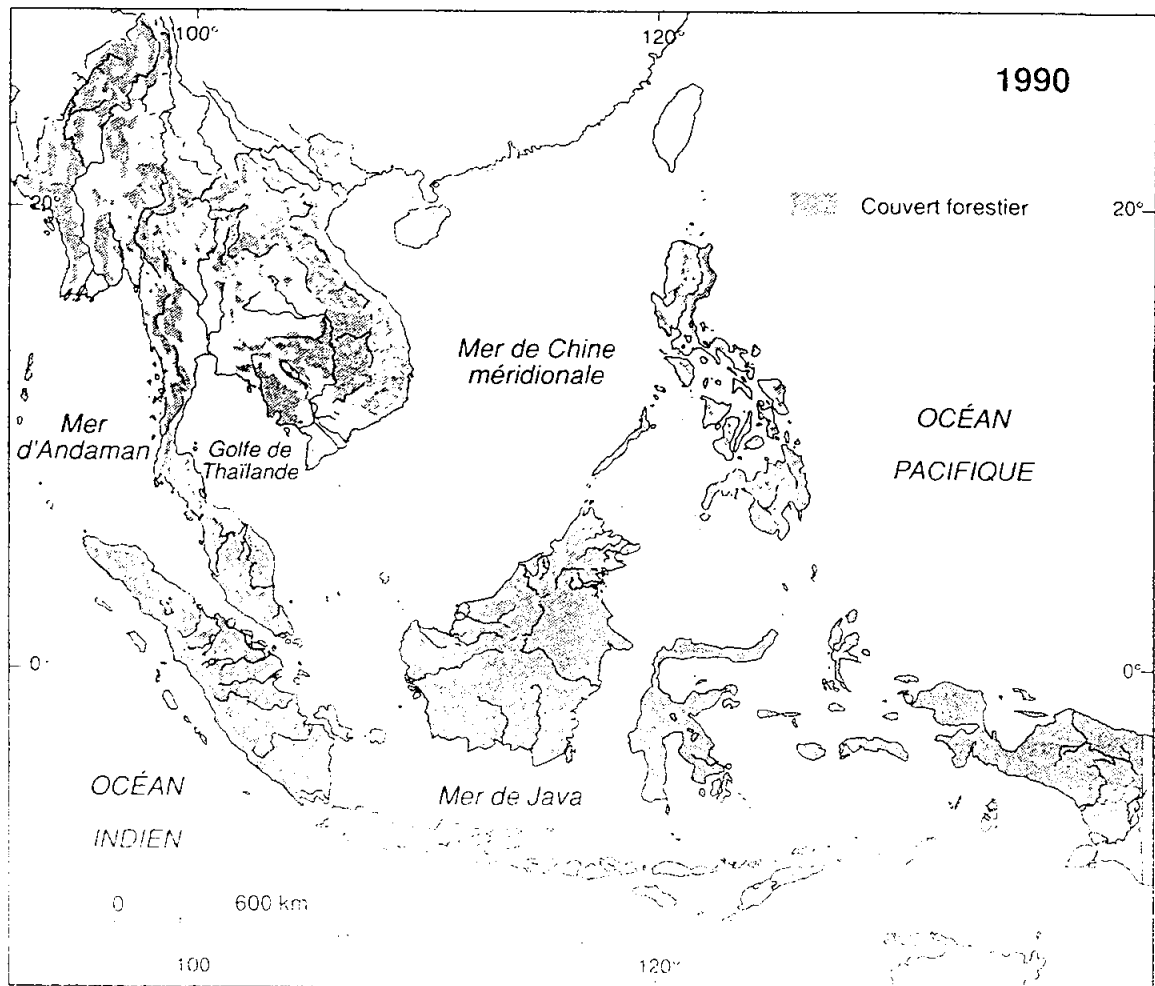 100°
120°
1990
20°
Couvert forestier
20°
Mer de Chine
méridionale
Mer
d'Andaman
Golfe de
Thaïlande
OCÉAN
PACIFIQUE
0°
0°
OCÉAN
INDIEN
Mer de Java
0
600 km
100
120°